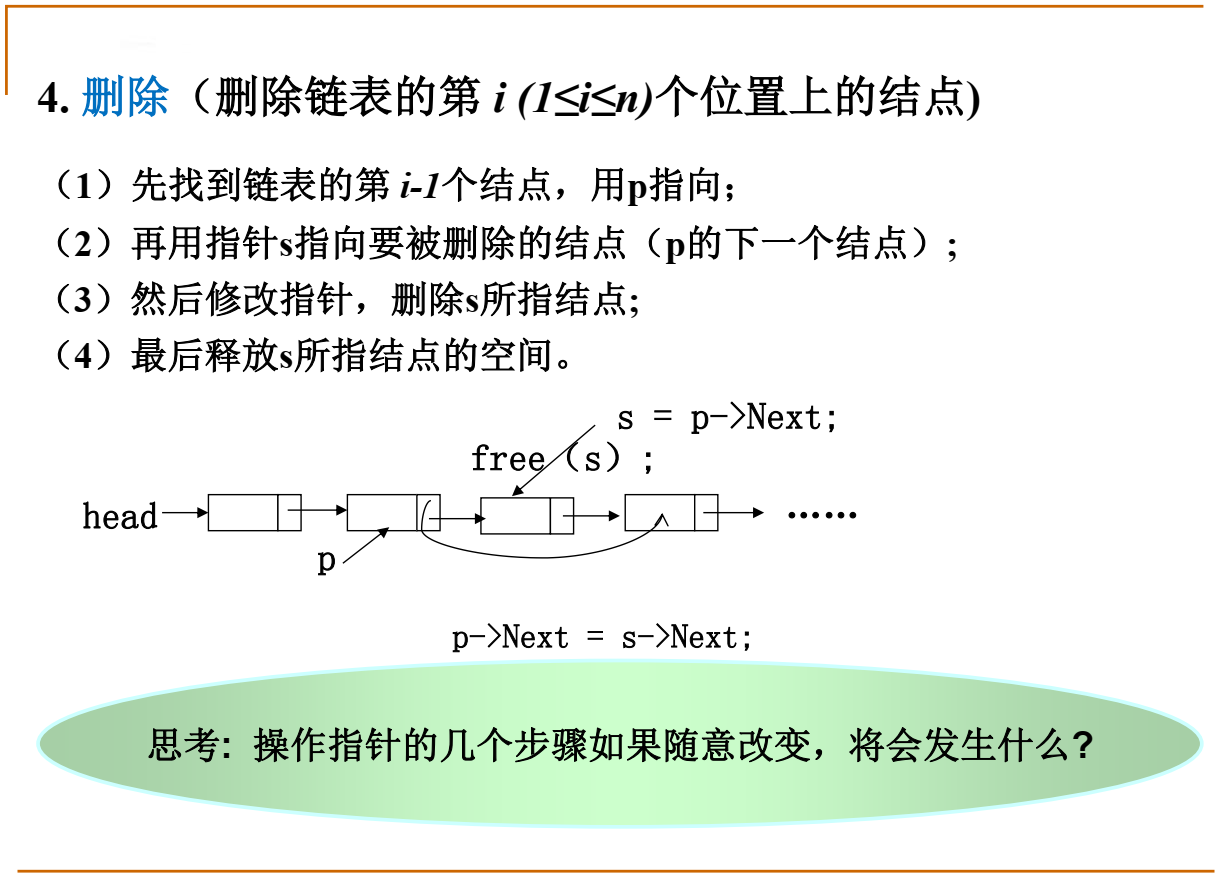 4. 删除（删除链表的第 i (1≤i≤n)个位置上的结点)
（1）先找到链表的第 i-1个结点，用p指向；
（2）再用指针s指向要被删除的结点（p的下一个结点）;
（3）然后修改指针，删除s所指结点;
（4）最后释放s所指结点的空间。
s = p->Next;
free（s）;
head
……
p
p->Next = s->Next;
思考: 操作指针的几个步骤如果随意改变，将会发生什么?